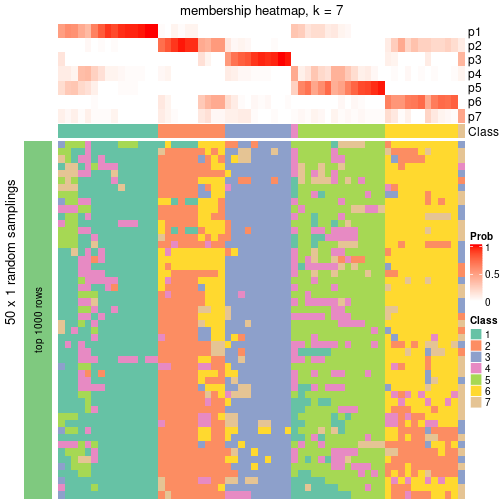 membership heatmap, k = 7
p1
p2
p3
p4
p5
p6
p7
Class
50 x 1 random samplings
top 1000 rows
Prob
1
0.5
0
Class
1
2
3
4
5
6
7